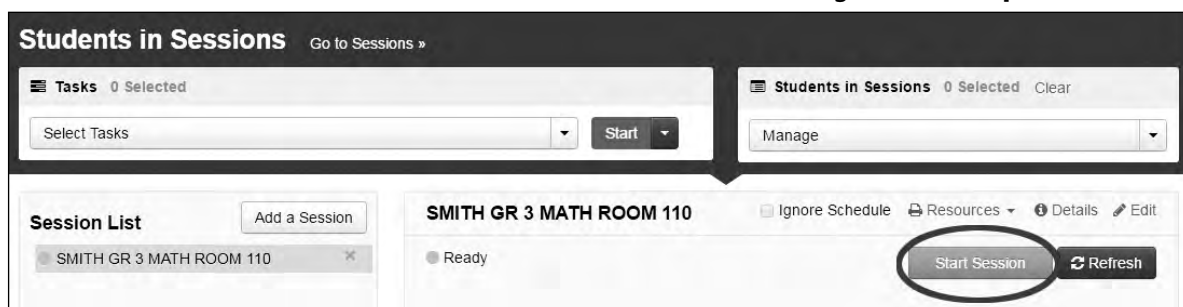 Students in Sessions Go to Sessions »
Tasks 0 Selected
Students in Sessions 0 Selected Clear
Select Tasks
Start
Manage
Session List
Add a Session
SMITH GR 3 MATH ROOM 110
Ignore Schedule
Resources
Details
Edit
SMITH GR 3 MATH ROOM 110 ×
Ready
Start Session
Refresh